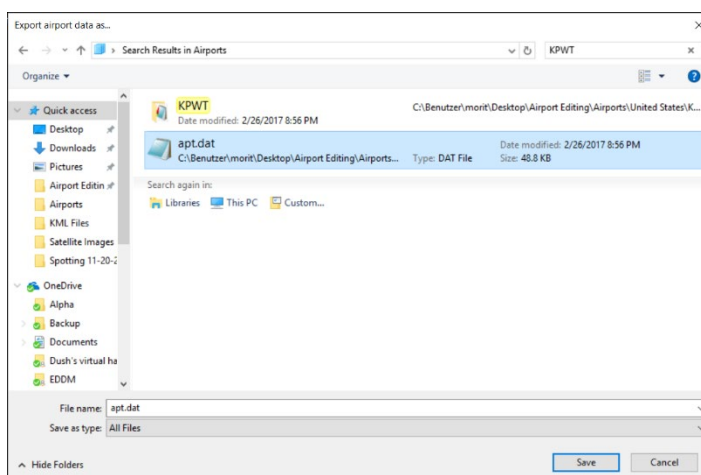 Export airport data as...
Search Results in Airports
KPWT
Organize
Quick access
Desktop
Downloads
Pictures
Airport Editin
Airports
KML Files
Satellite Images
Spotting 11-20-2
OneDrive
Alpha
Backup
Documents
Dush's virtual ha
EDDM
KPWT
Date modified: 2/26/2017 8:56 PM
C:\Benutzer\morit\Desktop\Airport Editing\Airports\United States\K...
apt.dat
C:\Benutzer\morit\Desktop\Airport Editing\Airports...
Type: DAT File
Date modified: 2/26/2017 8:56 PM
Size: 48.8 KB
Search again in:
Libraries This PC Custom...
File name: apt.dat
Save as type: All Files
Hide Folders
Save Cancel